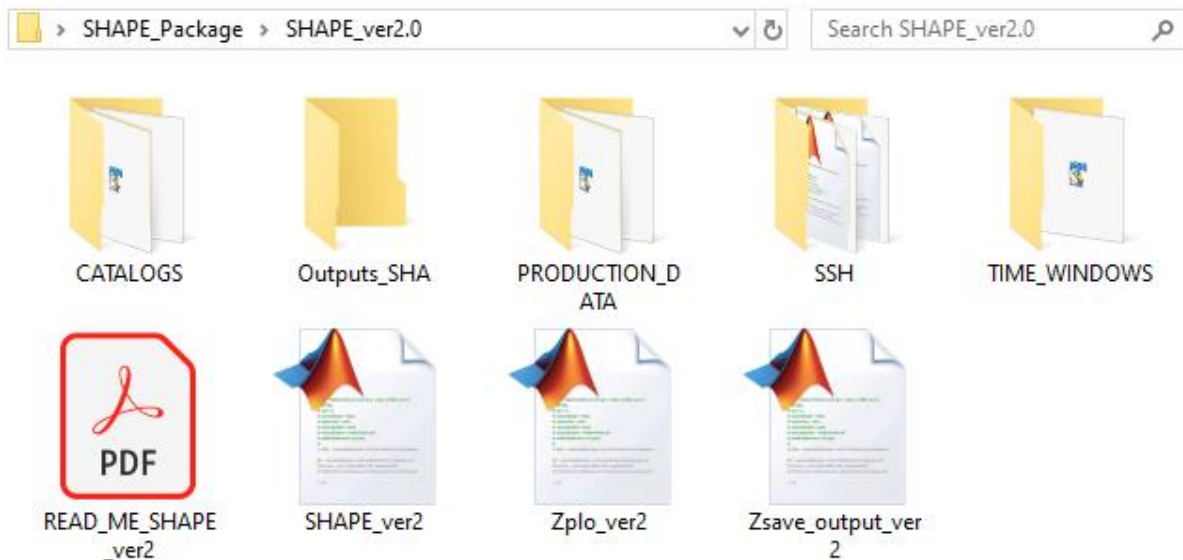 SHAPE_Package > SHAPE_ver2.0
Search SHAPE_ver2.0
CATALOGS
Outputs_SHA
PRODUCTION_D
ATA
SSH
TIME_WINDOWS
PDF
READ_ME_SHAPE
_ver2
SHAPE_ver2
Zplo_ver2
Zsave_output_ver
2